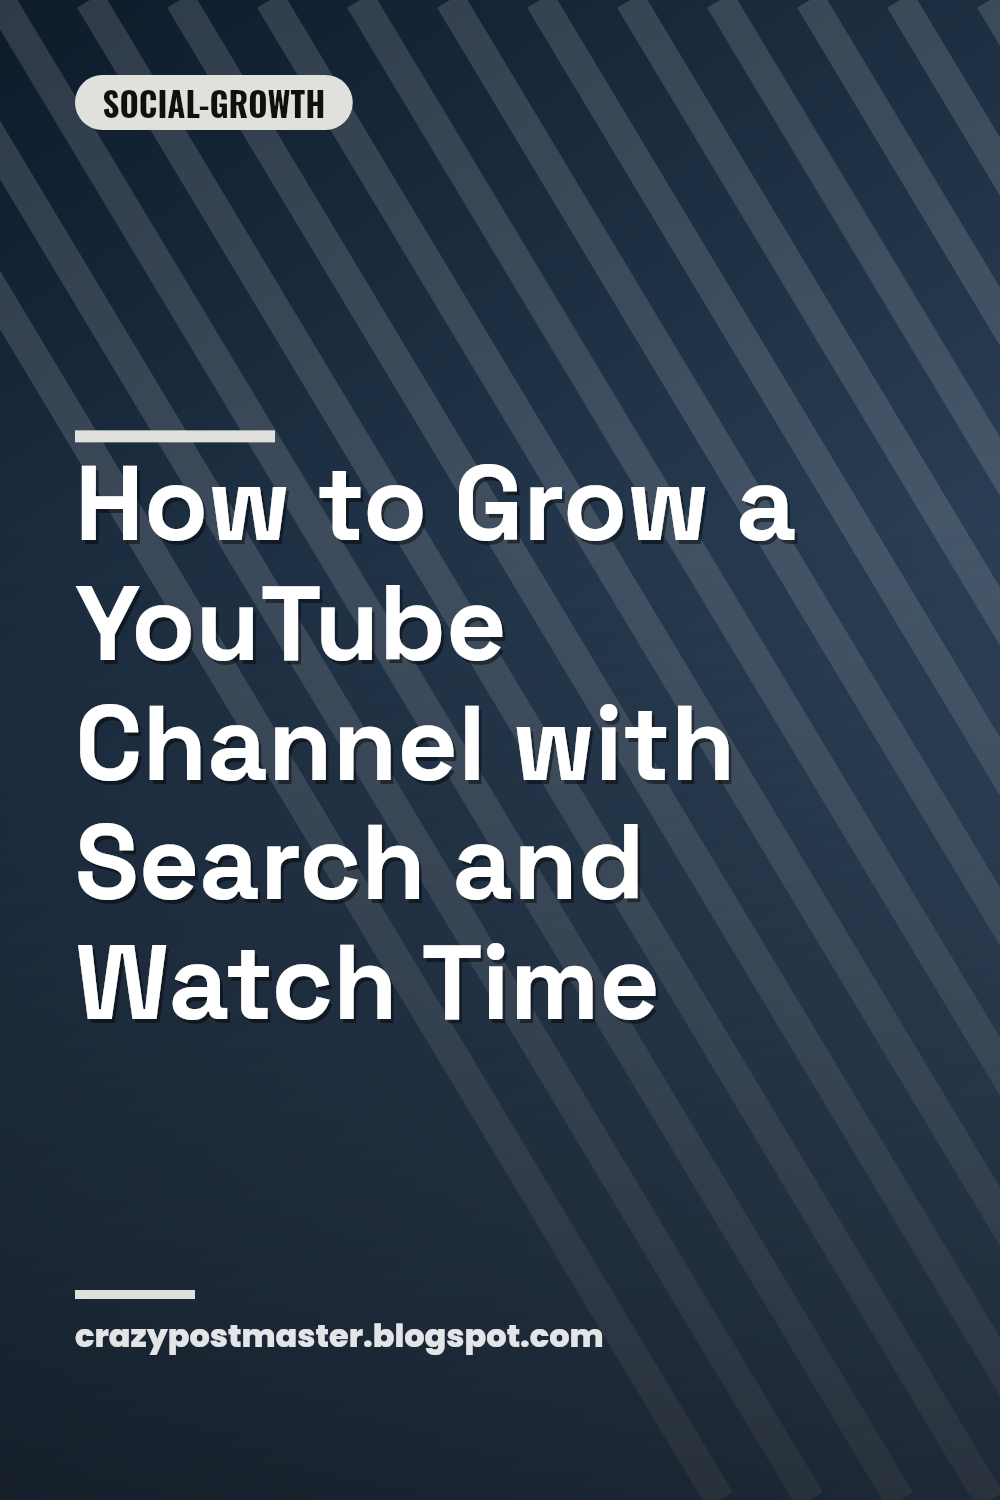 SOCIAL-GROWTH
How to Grow a
YouTube
Channel with
Search and
Watch Time
crazypostmaster.blogspot.com